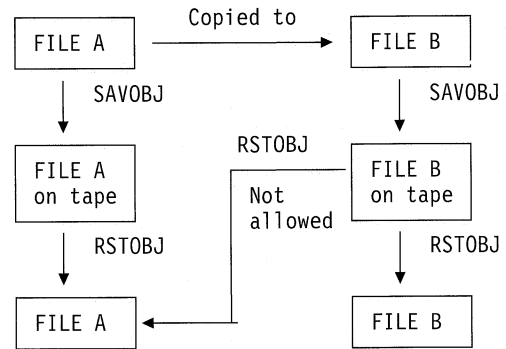 Copied to
FILE A
FILE B
SAVOBJ
SAVOBJ
FILE A
on tape
RSTOBJ
Not
allowed
FILE B
on tape
RSTOBJ
RSTOBJ
FILE A
FILE B